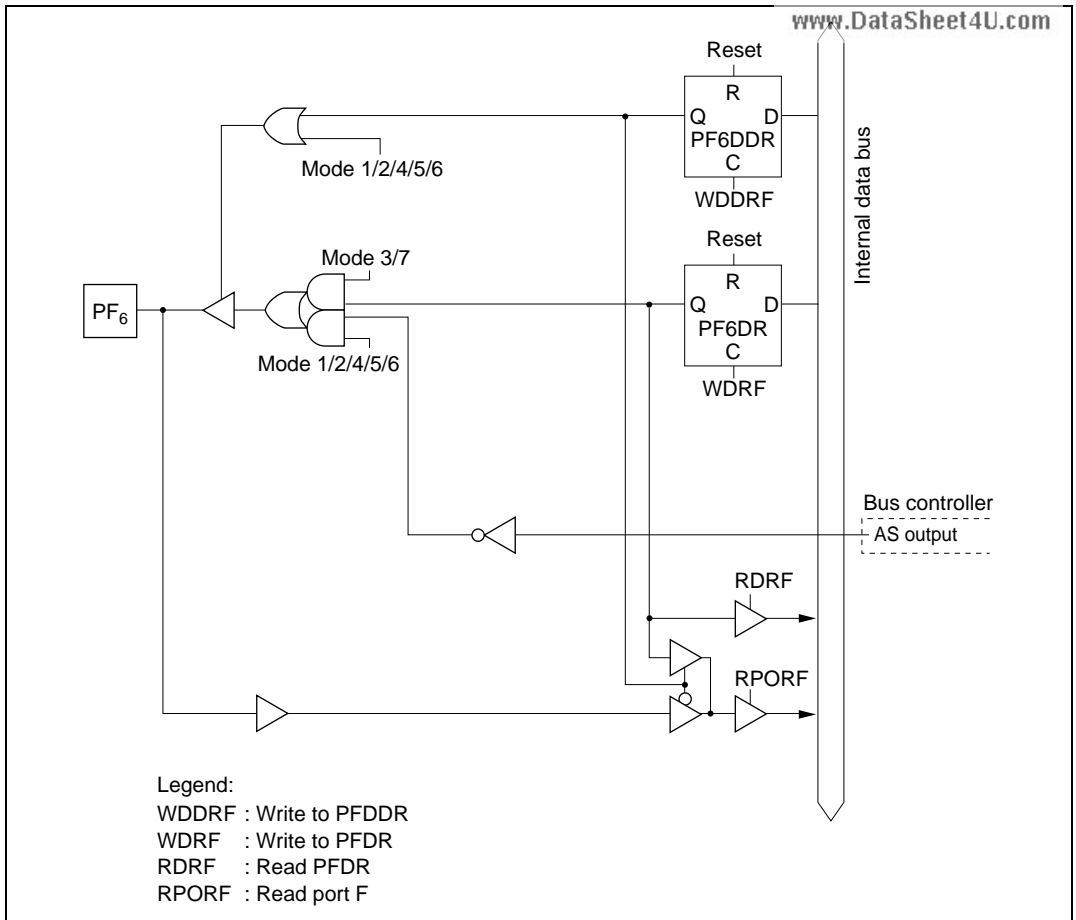 www.DataSheet4U.com
Reset
R
Q D
PF6DDR
C
WDDRF
Mode 1/2/4/5/6
Internal data bus
Reset
R
Q D
PF6DR
C
WDRF
Mode 3/7
PF6
Mode 1/2/4/5/6
Bus controller
AS output
RDRF
RPORF
Legend:
WDDRF : Write to PFDDR
WDRF : Write to PFDR
RDRF : Read PFDR
RPORF : Read port F